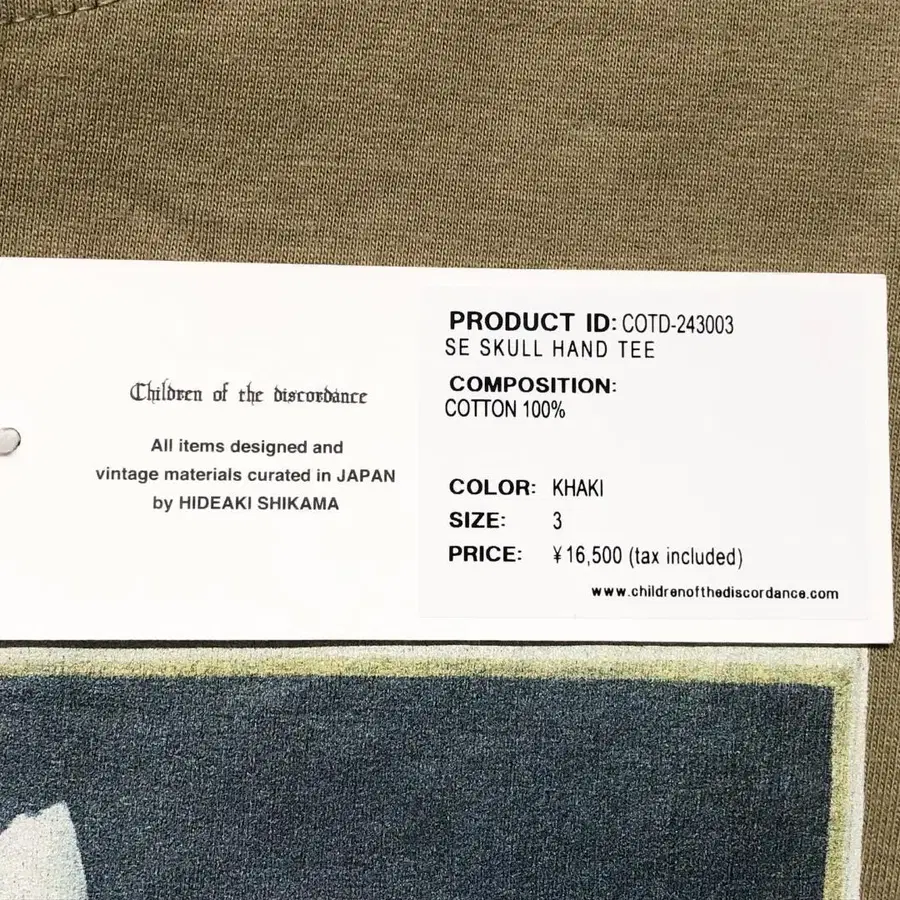 Children of the discordance
All items designed and
vintage materials curated in JAPAN
by HIDEAKI SHIKAMA
PRODUCT ID: COTD-243003
SE SKULL HAND TEE
COMPOSITION:
COTTON 100%
COLOR: KHAKI
SIZE: 3
PRICE: ¥16,500 (tax included)
www.childrenofthediscordance.com